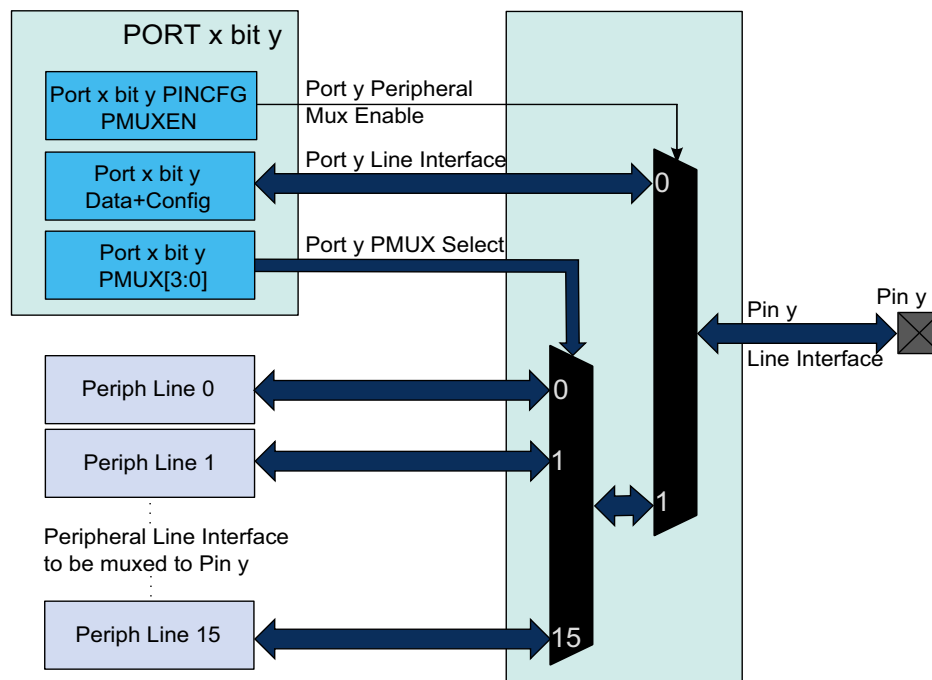 PORT x bit y
Port x bit y PINCFG
PMUXEN
Port y Peripheral
Mux Enable
Port x bit y
Data+Config
Port y Line Interface
0
Port x bit y
PMUX[3:0]
Port y PMUX Select
Pin y
Line Interface
Pin y
Periph Line 0
0
Periph Line 1
1
1
Peripheral Line Interface
to be muxed to Pin y
Periph Line 15
15